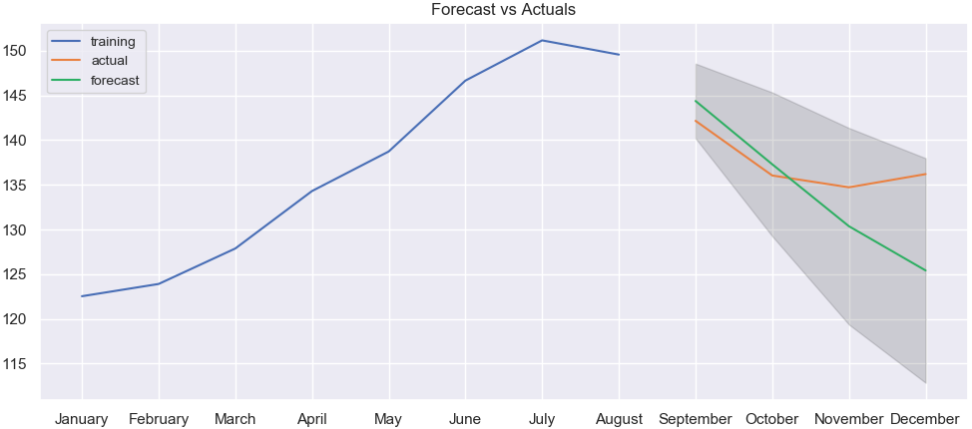 Forecast vs Actuals
training
actual
forecast
150
145
140
135
130
125
120
115
January February March April May June July August September October November December